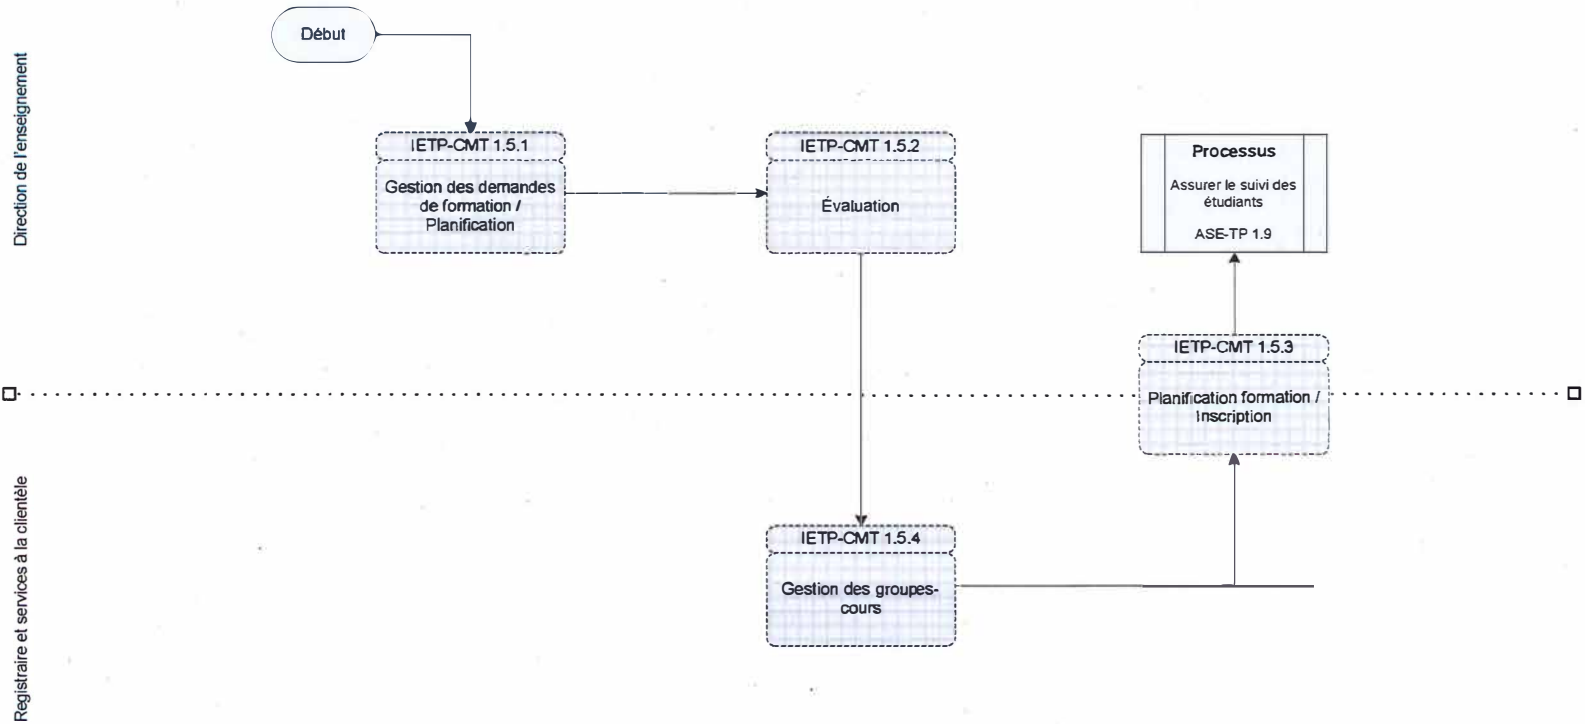 Début
Direction de l'enseignement
IETP-CMT 1.5.1
Gestion des demandes
de formation /
Planification
IETP-CMT 1.5.2
Évaluation
Processus
Assurer le suivi des
étudiants
ASE-TP 1.9
IETP-CMT 1.5.3
Planification formation /
Inscription
Registraire et services à la clientèle
IETP-CMT 1.5.4
Gestion des groupes-
cours